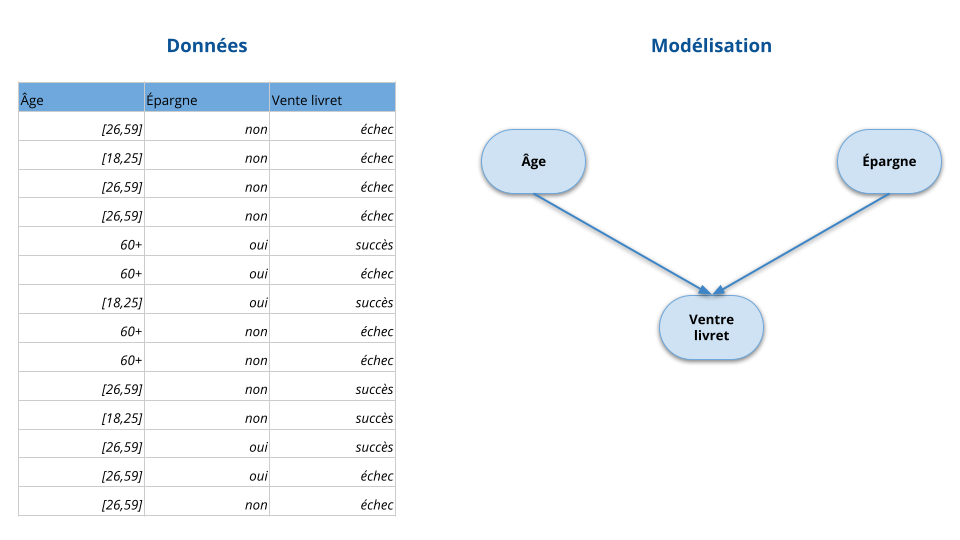 Données
Modélisation
Âge Épargne Vente livret
[26,59] non échec
[18,25] non échec
[26,59] non échec
[26,59] non échec
60+ oui succès
60+ oui échec
[18,25] oui succès
60+ non échec
60+ non échec
[26,59] non succès
[18,25] non succès
[26,59] oui succès
[26,59] oui échec
[26,59] non échec
Âge
Épargne
Ventre
livret